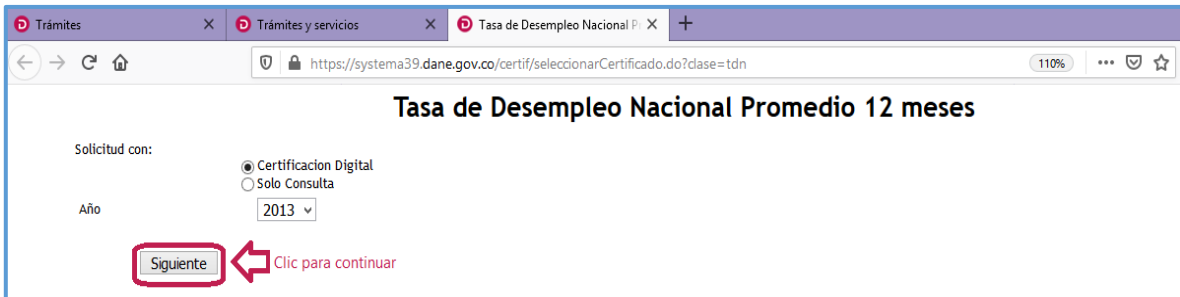 Trámites
Trámites y servicios
Tasa de Desempleo Nacional P
https://systema39.dane.gov.co/certif/seleccionarCertificado.do?clase=tdn
110%
Tasa de Desempleo Nacional Promedio 12 meses
Solicitud con:
Certificacion Digital
Solo Consulta
Año
2013
Siguiente
Clic para continuar